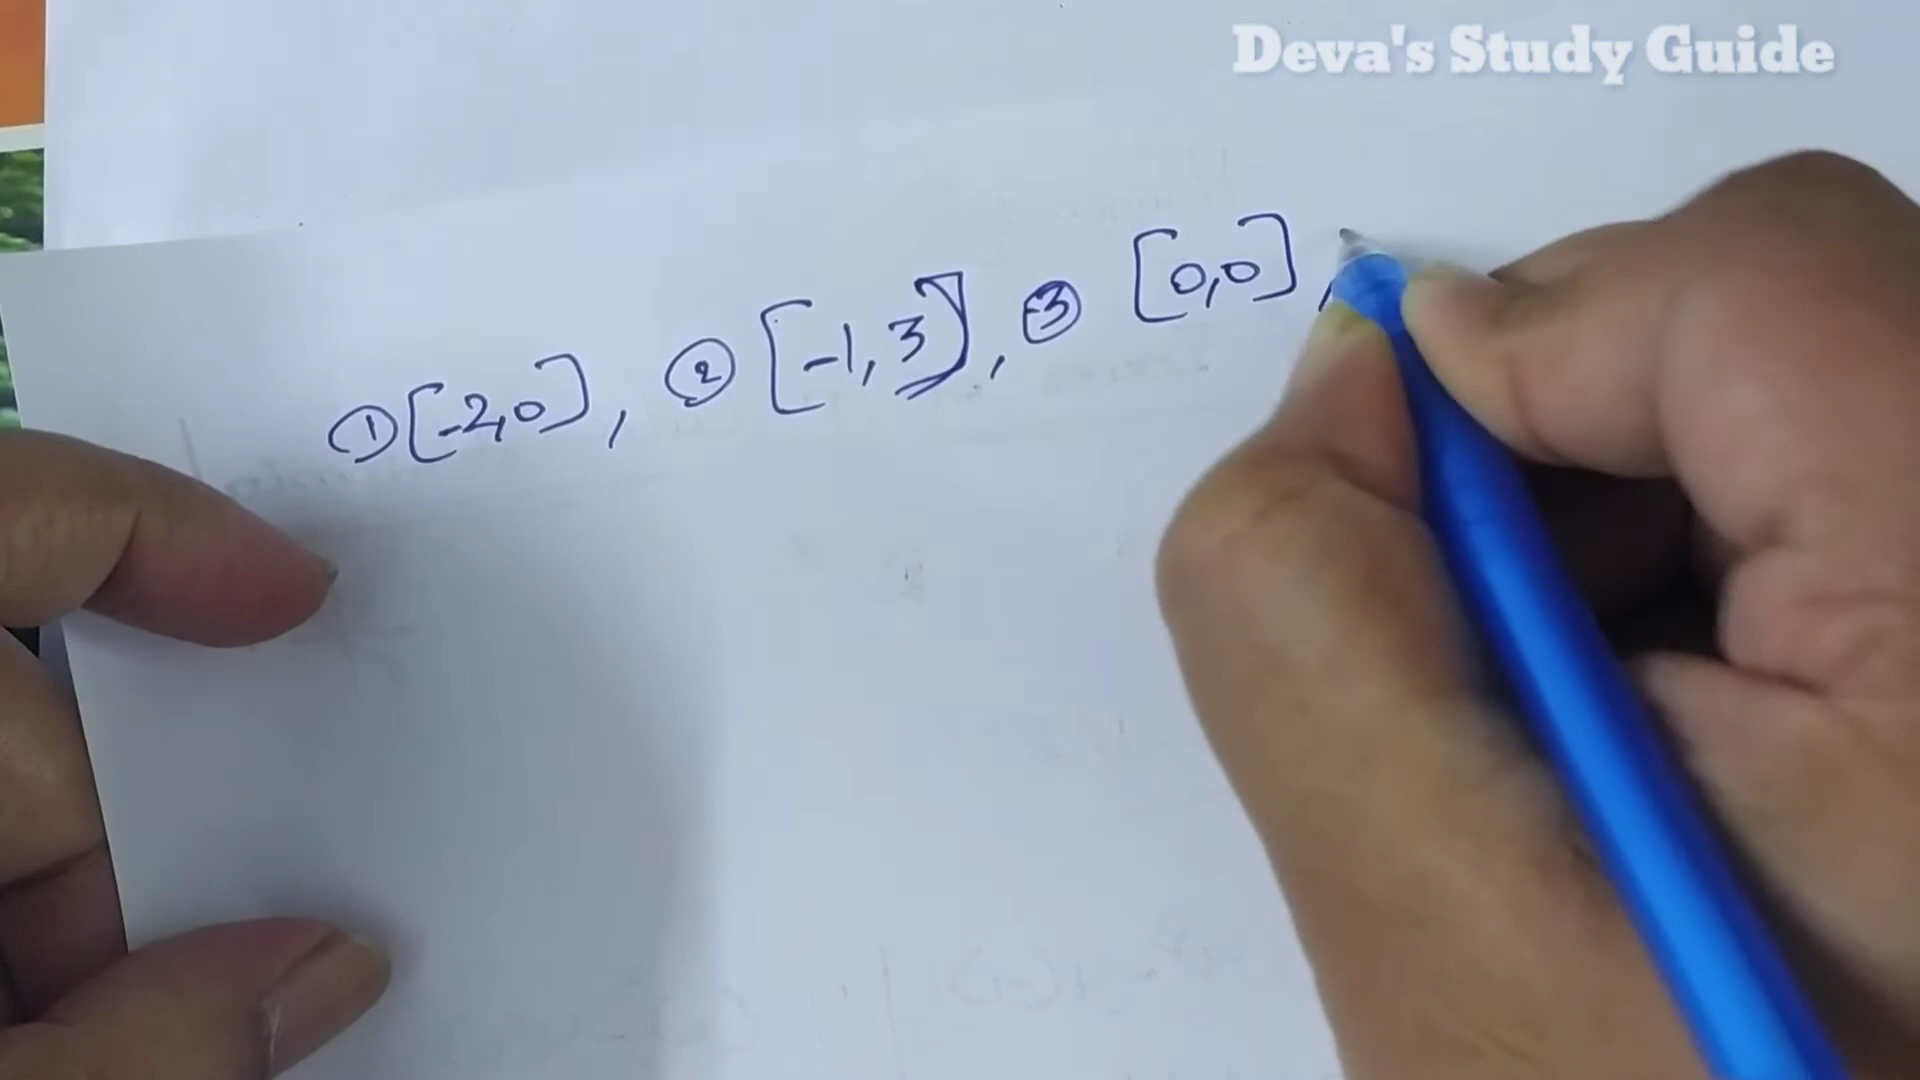 Deva's Study Guide
① [-2,0], ② [-1,3], ③ [0,0],